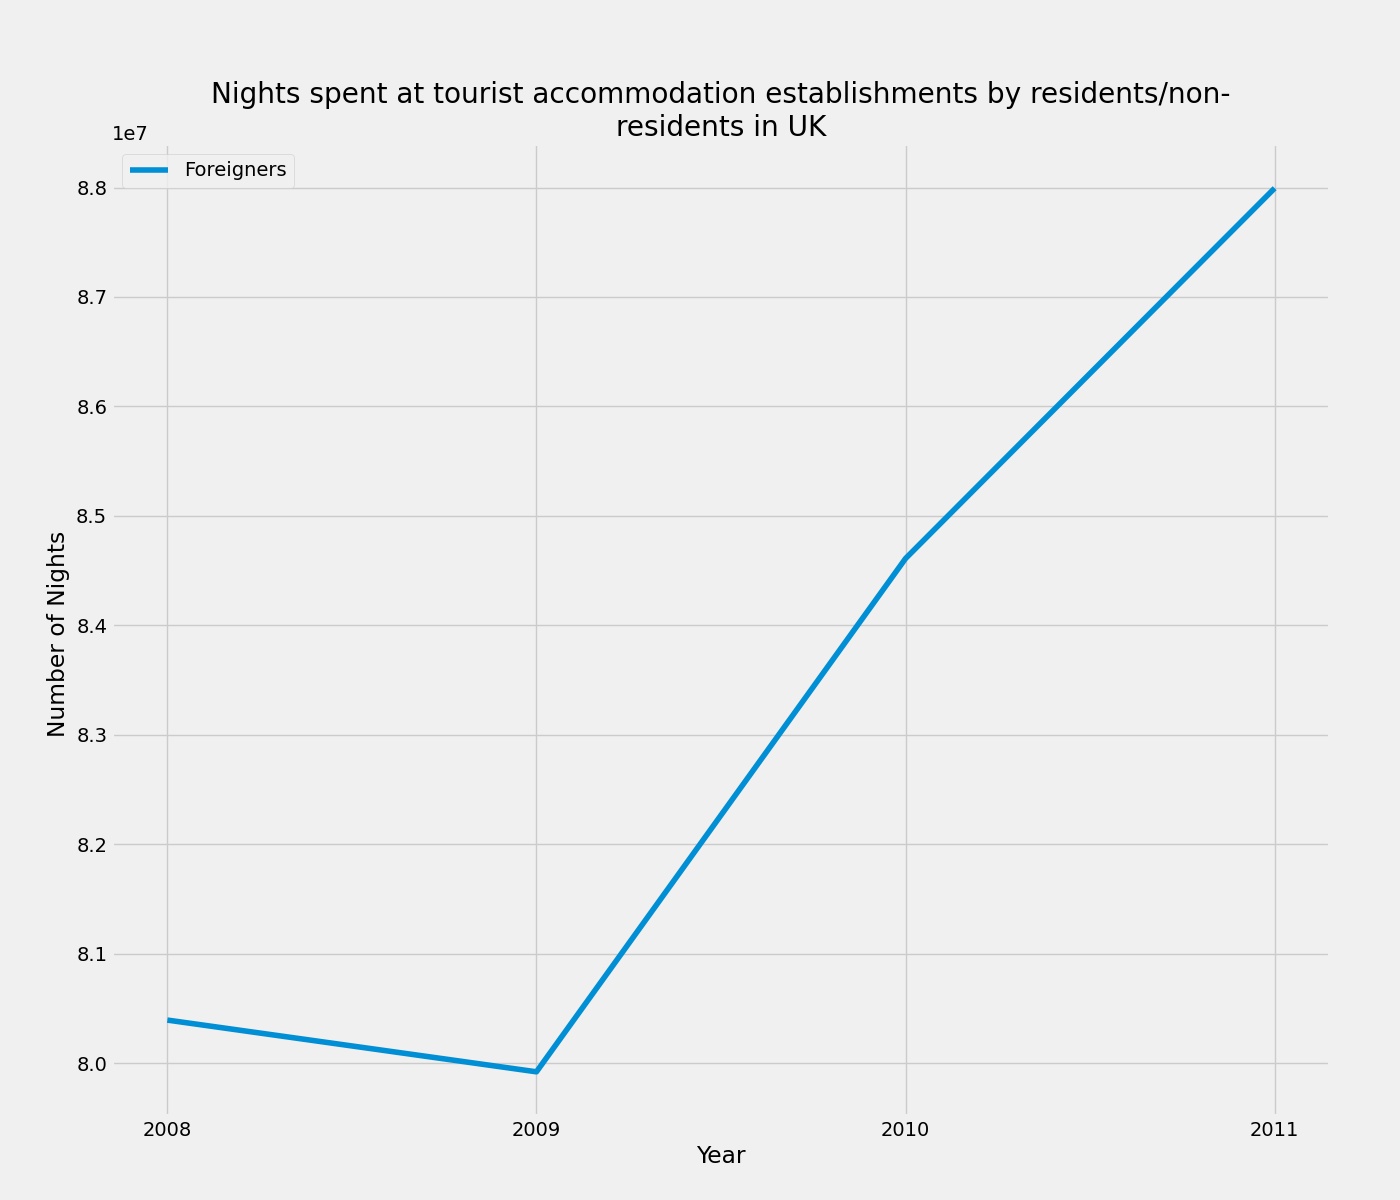 Nights spent at tourist accommodation establishments by residents/non-
residents in UK
1e7
Foreigners
8.8
8.7
8.6
8.5
8.4
8.3
8.2
8.1
8.0
Number of Nights
2008 2009 2010 2011
Year